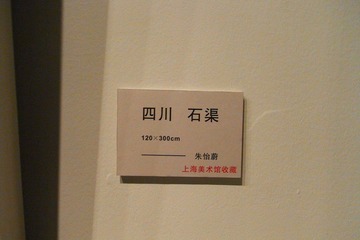 四川 石渠
120×300cm
——— 朱怡蔚
上海美术馆收藏